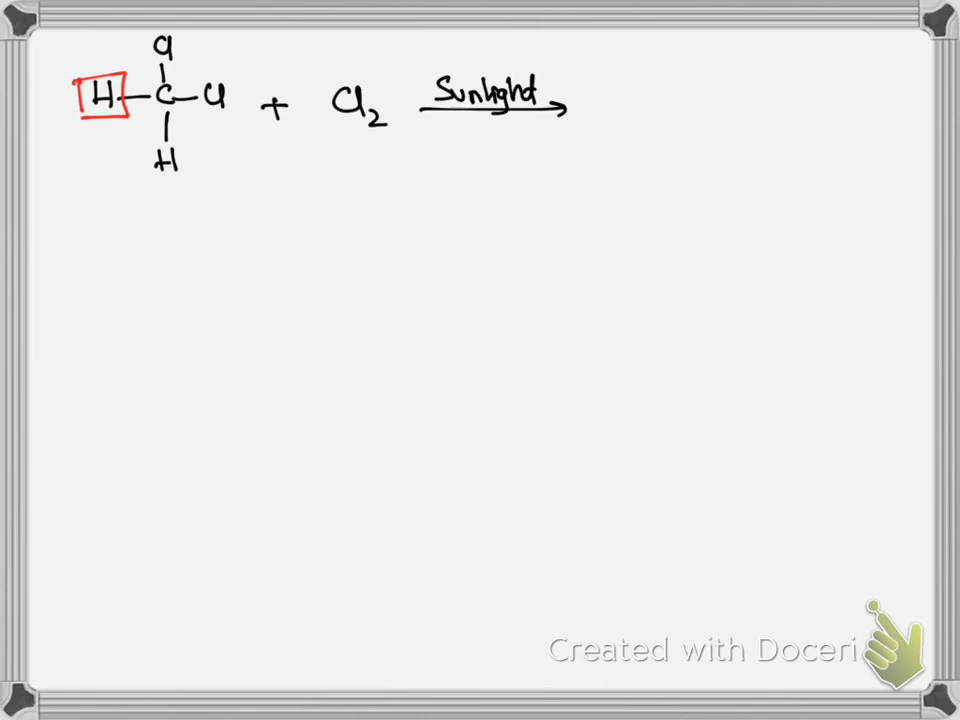 Cl
H-C-Cl + Cl2 Sunlight →
H
Created with Doceri